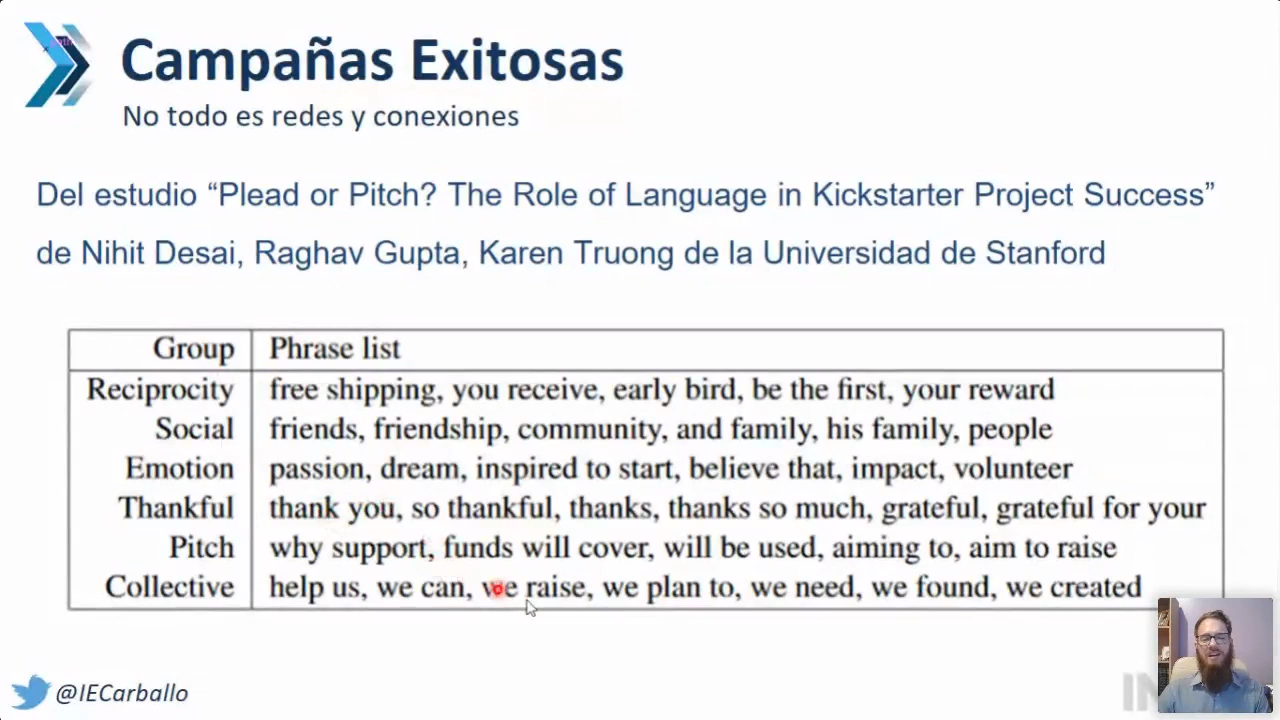 Campañas Exitosas
No todo es redes y conexiones
Del estudio “Plead or Pitch? The Role of Language in Kickstarter Project Success”
de Nihit Desai, Raghav Gupta, Karen Truong de la Universidad de Stanford
Group Phrase list
Reciprocity free shipping, you receive, early bird, be the first, your reward
Social friends, friendship, community, and family, his family, people
Emotion passion, dream, inspired to start, believe that, impact, volunteer
Thankful thank you, so thankful, thanks, thanks so much, grateful, grateful for your
Pitch why support, funds will cover, will be used, aiming to, aim to raise
Collective help us, we can, we raise, we plan to, we need, we found, we created
@IECarballo